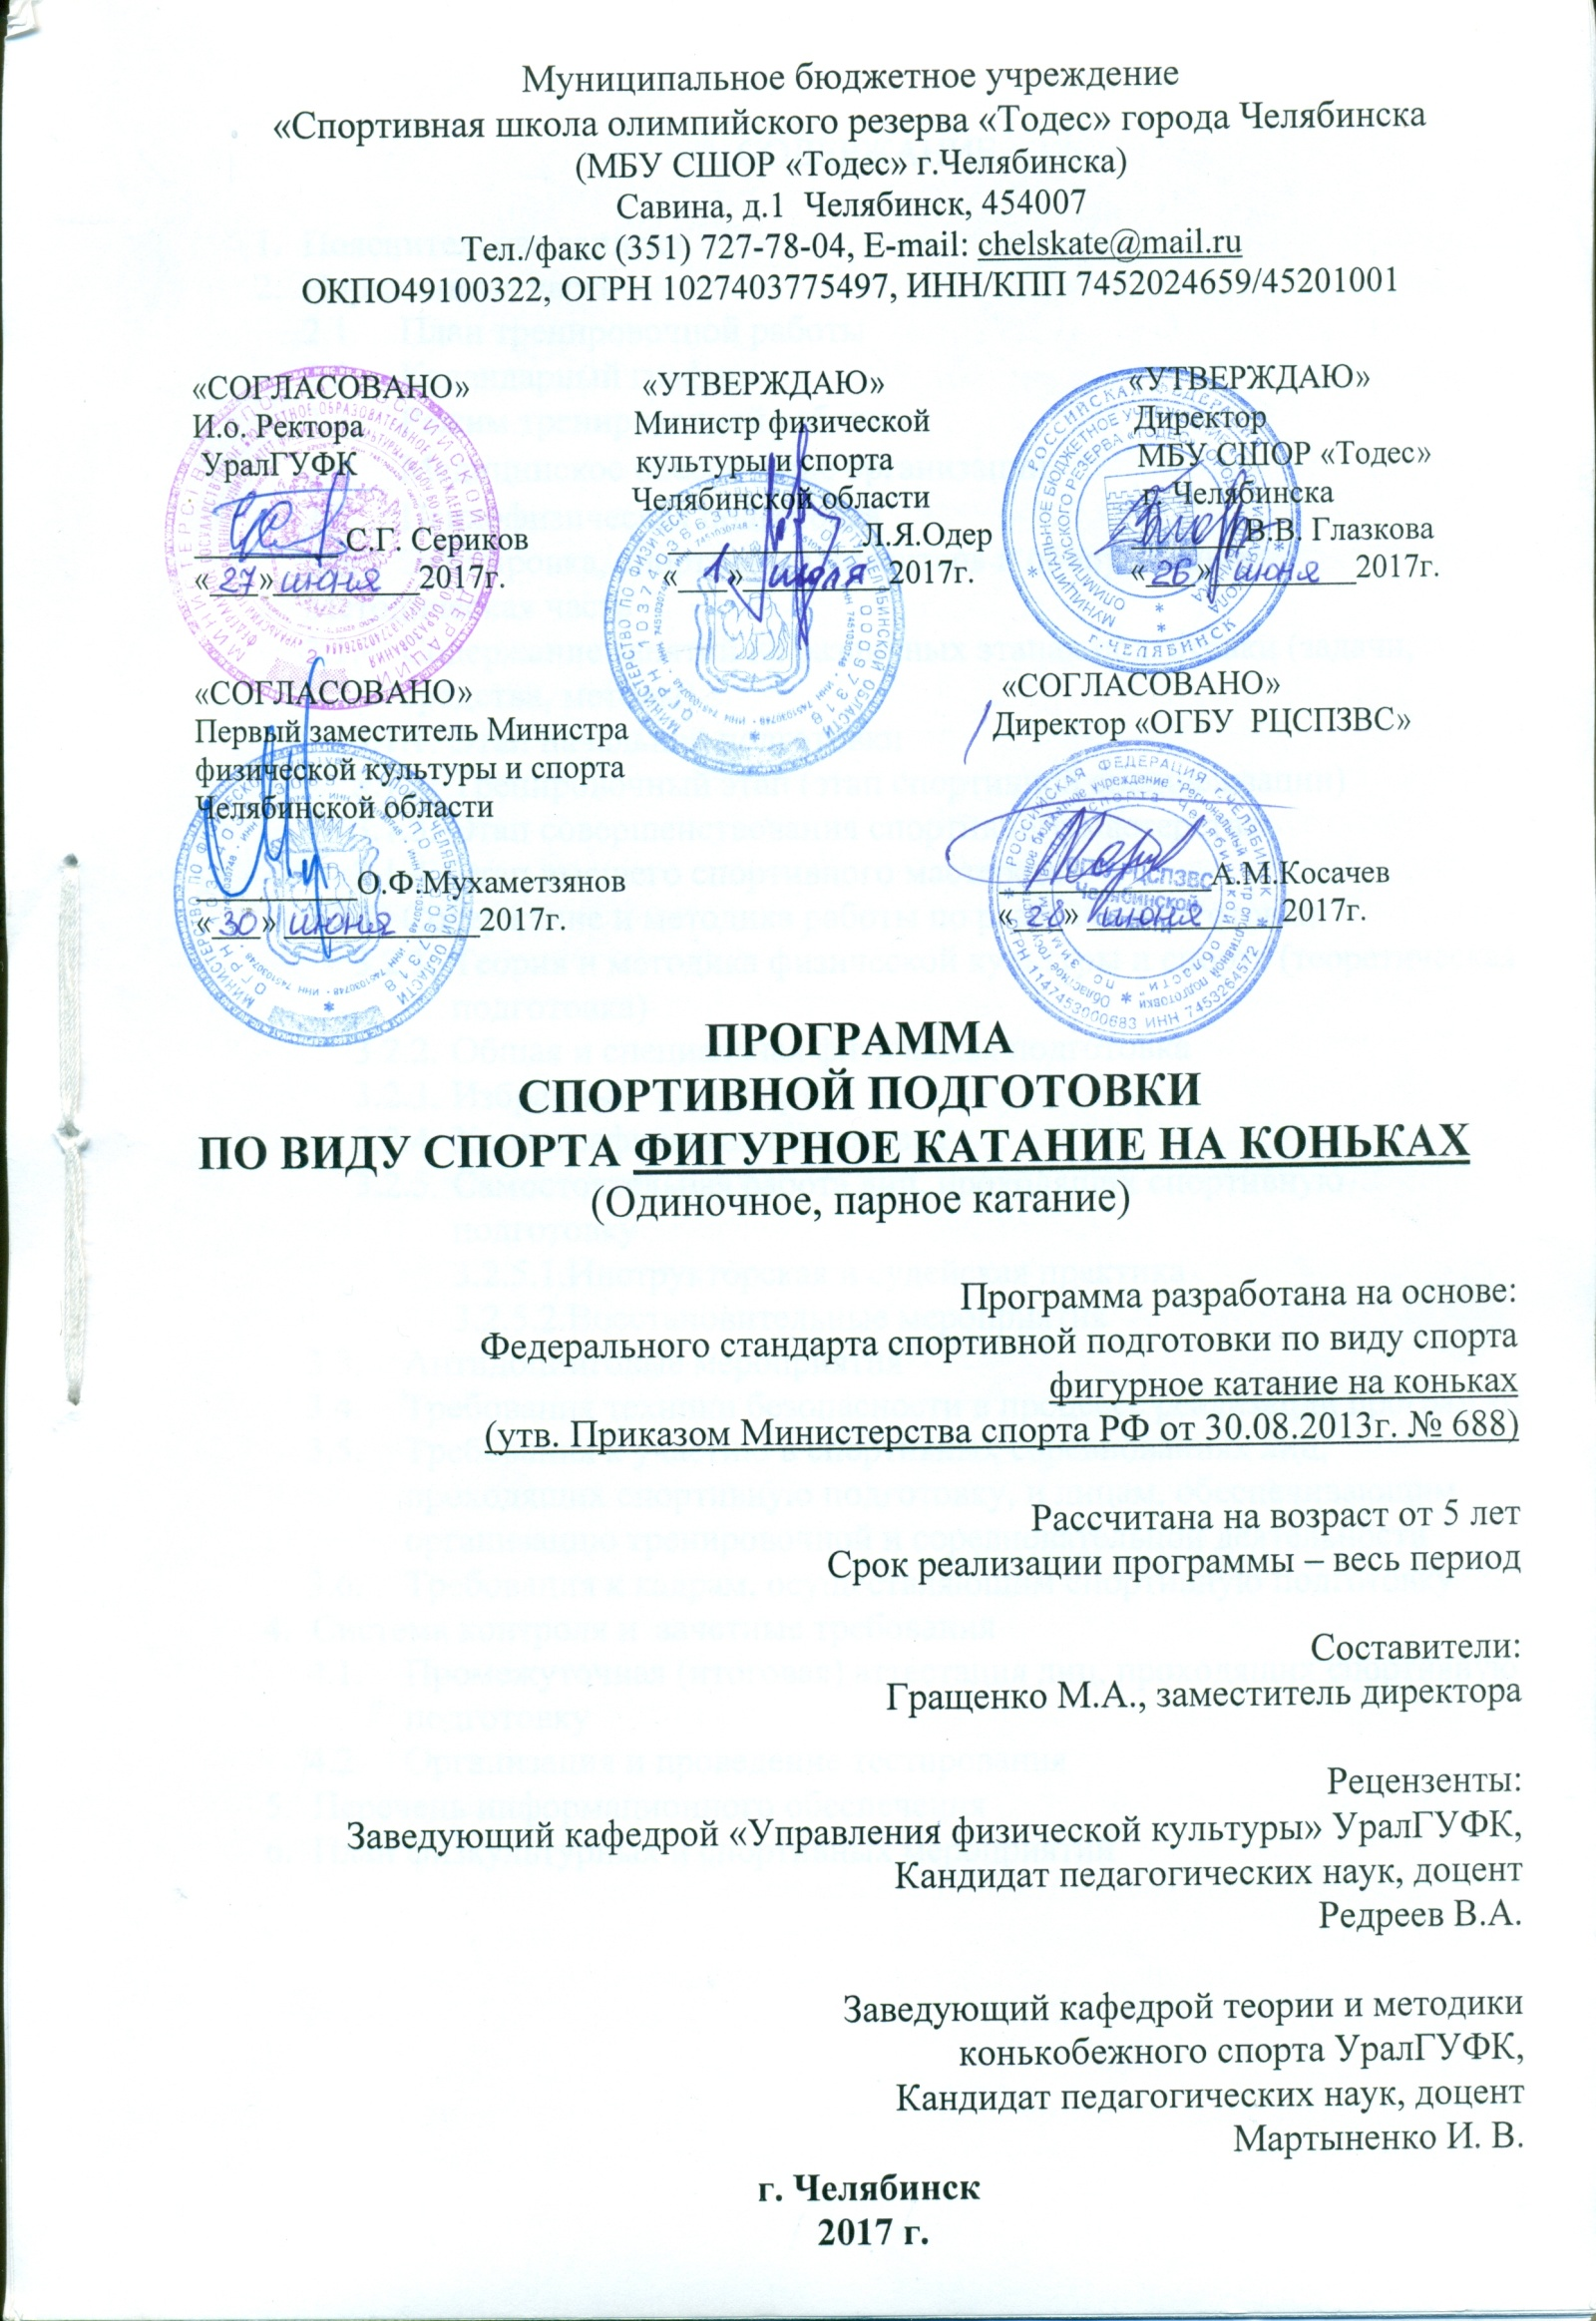 Муниципальное бюджетное учреждение
«Спортивная школа олимпийского резерва «Тодес» города Челябинска
(МБУ СШОР «Тодес» г.Челябинска)
Савина, д.1 Челябинск, 454007
Тел./факс (351) 727-78-04, E-mail: chelskate@mail.ru
ОКПО49100322, ОГРН 1027403775497, ИНН/КПП 7452024659/45201001
«СОГЛАСОВАНО»
И.о. Ректора
УралГУФК
С.Г. Сериков
«27» июня 2017г.
«УТВЕРЖДАЮ»
Министр физической
культуры и спорта
Челябинской области
Л.Я.Одер
«1» июля 2017г.
«УТВЕРЖДАЮ»
Директор
МБУ СШОР «Тодес»
г. Челябинска
В.В. Глазкова
«26» июня 2017г.
«СОГЛАСОВАНО»
Первый заместитель Министра
физической культуры и спорта
Челябинской области
О.Ф.Мухаметзянов
«30» июня 2017г.
«СОГЛАСОВАНО»
Директор «ОГБУ РЦСПЗВС»
А.М.Косачев
«28» июня 2017г.
ПРОГРАММА
СПОРТИВНОЙ ПОДГОТОВКИ
ПО ВИДУ СПОРТА ФИГУРНОЕ КАТАНИЕ НА КОНЬКАХ
(Одиночное, парное катание)
Программа разработана на основе:
Федерального стандарта спортивной подготовки по виду спорта
фигурное катание на коньках
(утв. Приказом Министерства спорта РФ от 30.08.2013г. № 688)
Рассчитана на возраст от 5 лет
Срок реализации программы – весь период
Составители:
Гращенко М.А., заместитель директора
Рецензенты:
Заведующий кафедрой «Управления физической культуры» УралГУФК,
Кандидат педагогических наук, доцент
Редреев В.А.
Заведующий кафедрой теории и методики
конькобежного спорта УралГУФК,
Кандидат педагогических наук, доцент
Мартыненко И. В.
г. Челябинск
2017 г.